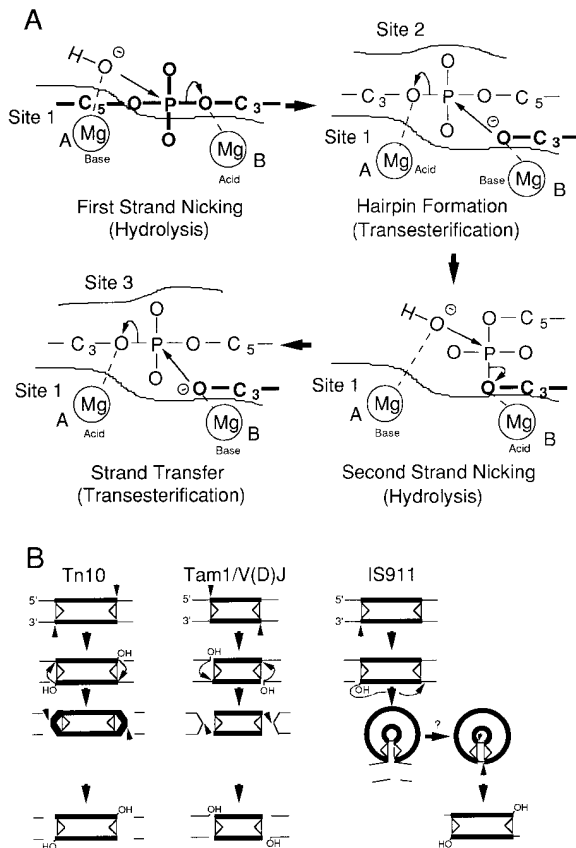 A
H
O
⊖
O
C5 O P O C3
O
Site 1
A
Mg
Base
Mg
B
Acid
First Strand Nicking
(Hydrolysis)
Site 2
O
C3 O P O C5
O
⊖
O C3
Site 1
A
Mg
Acid
Base
Mg
B
Hairpin Formation
(Transesterification)
Site 3
O
C3 O P O C5
O
⊖
O C3
Site 1
A
Mg
Acid
Base
Mg
B
Strand Transfer
(Transesterification)
H
O
⊖
O C5
O P O
O C3
Site 1
A
Mg
Base
Mg
B
Acid
Second Strand Nicking
(Hydrolysis)
B
Tn10
5'
3'
OH
HO
OH
HO
Tam1/V(D)J
5'
3'
OH
OH
OH
OH
IS911
5'
3'
OH
?
OH
HO